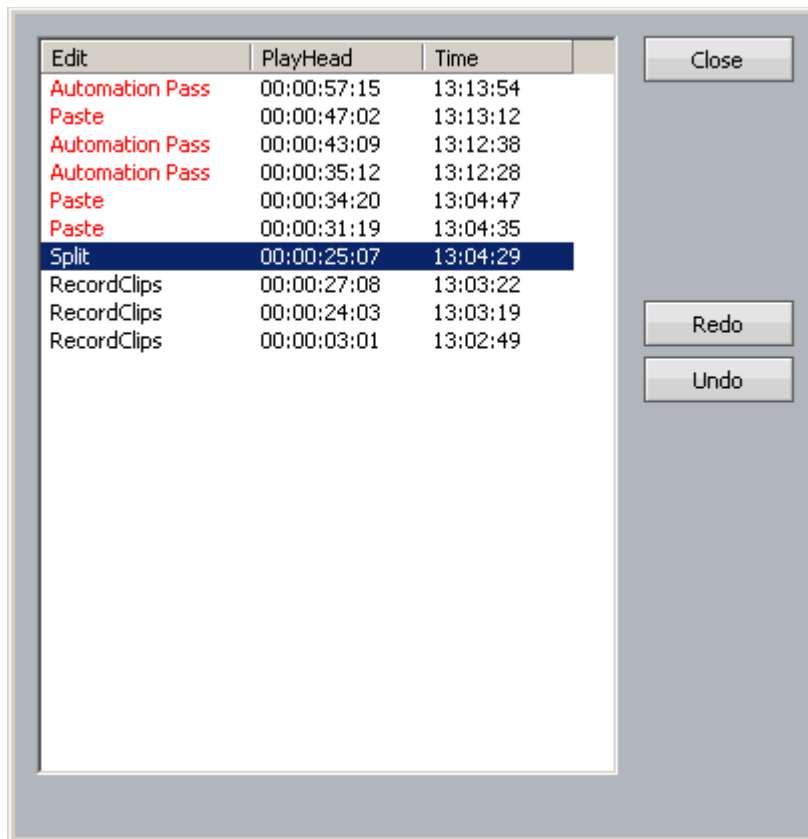 Edit PlayHead Time
Automation Pass 00:00:57:15 13:13:54
Paste 00:00:47:02 13:13:12
Automation Pass 00:00:43:09 13:12:38
Automation Pass 00:00:35:12 13:12:28
Paste 00:00:34:20 13:04:47
Paste 00:00:31:19 13:04:35
Split 00:00:25:07 13:04:29
RecordClips 00:00:27:08 13:03:22
RecordClips 00:00:24:03 13:03:19
RecordClips 00:00:03:01 13:02:49
Close
Redo
Undo